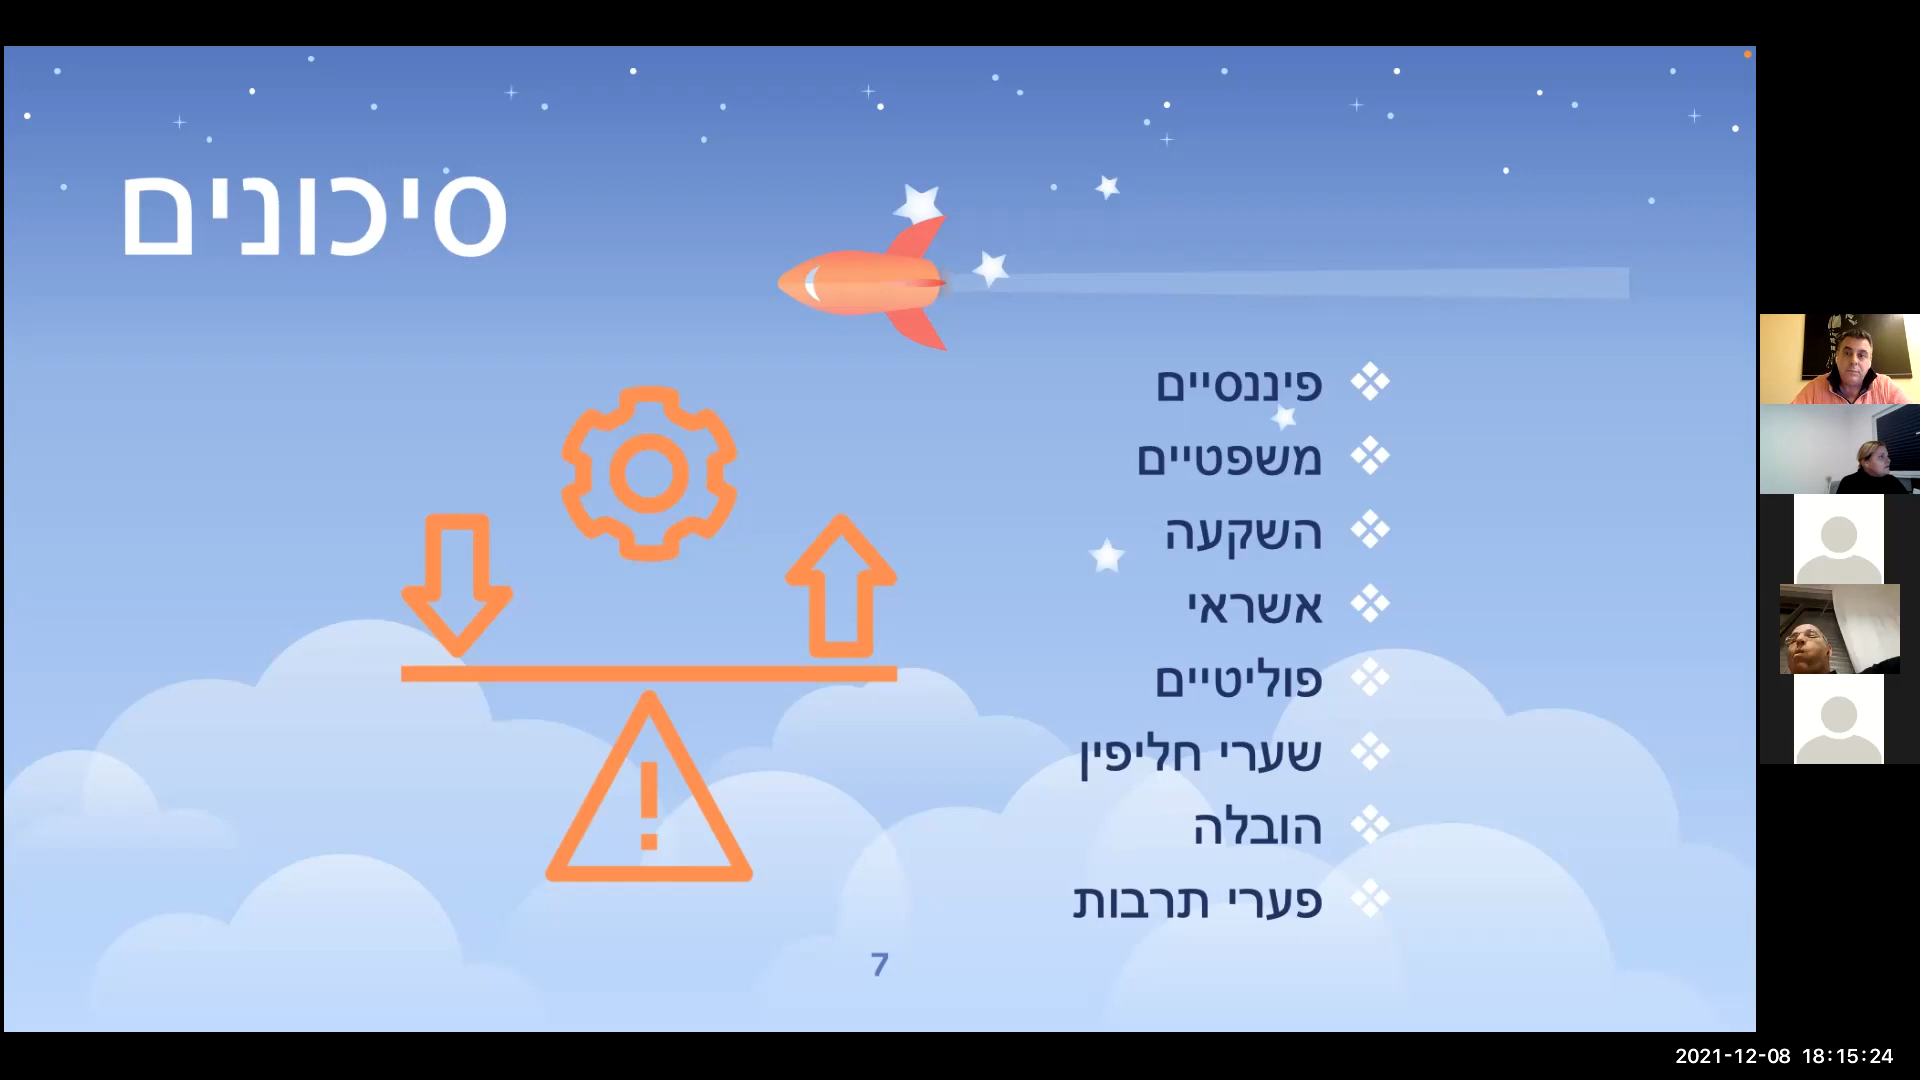 סיכונים
פיננסיים
משפטיים
השקעה
אשראי
פוליטיים
שערי חליפין
הובלה
פערי תרבות
7
2021-12-08 18:15:24